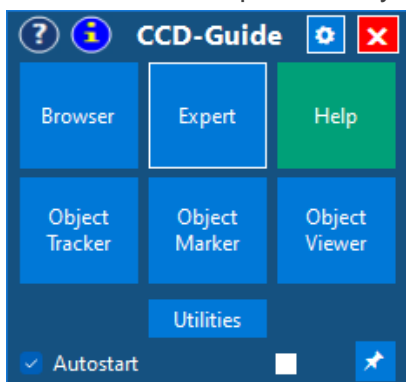 ? i CCD-Guide
Browser
Expert
Help
Object
Tracker
Object
Marker
Object
Viewer
Utilities
Autostart